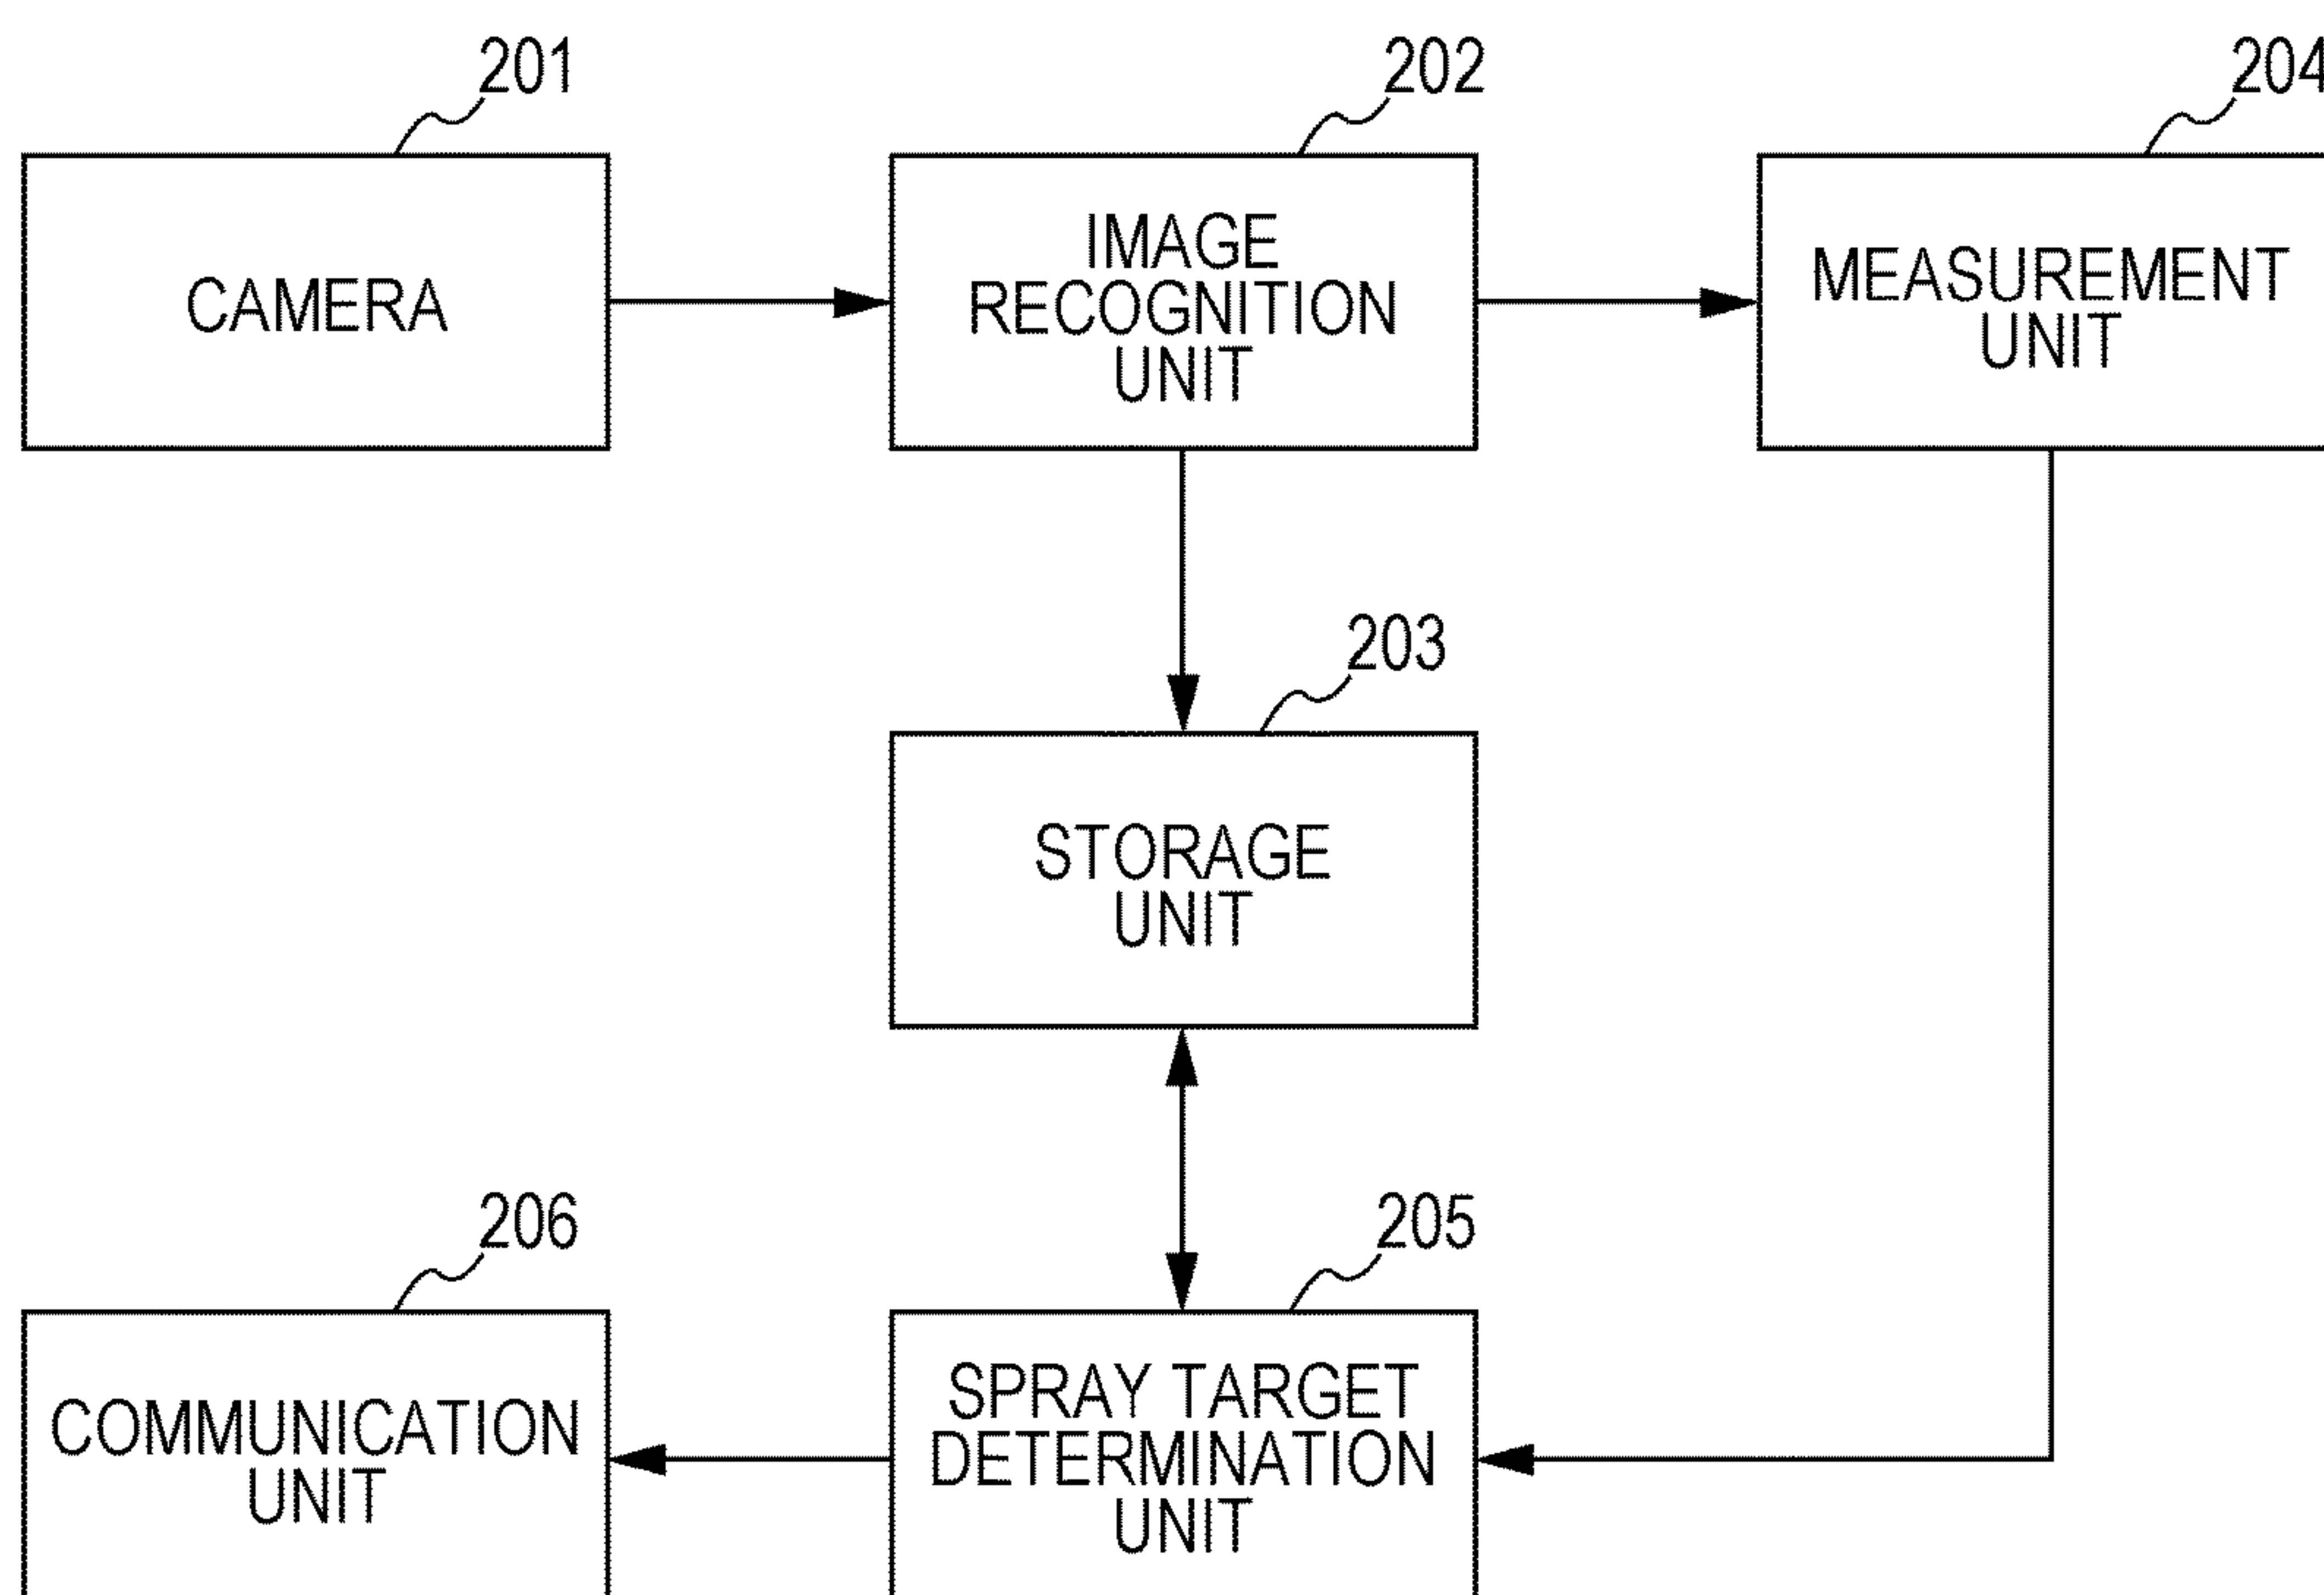 201
202
204
CAMERA
IMAGE
RECOGNITION
UNIT
MEASUREMENT
UNIT
203
STORAGE
UNIT
206
205
COMMUNICATION
UNIT
SPRAY TARGET
DETERMINATION
UNIT